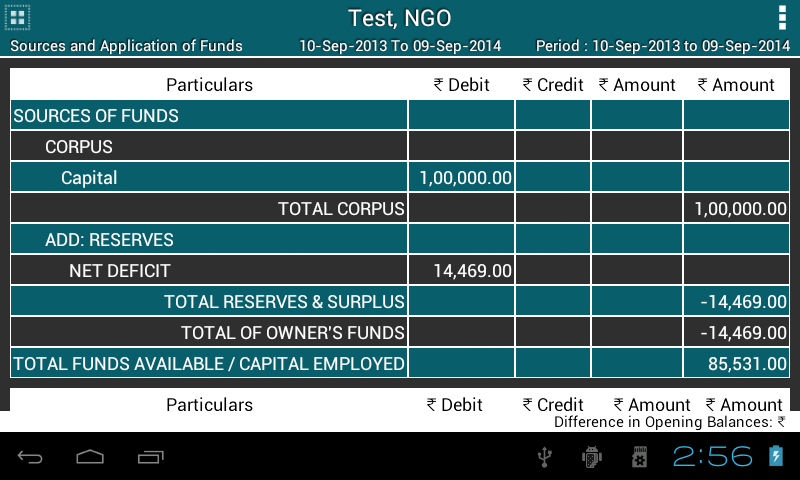 Test, NGO
Sources and Application of Funds 10-Sep-2013 To 09-Sep-2014 Period : 10-Sep-2013 to 09-Sep-2014
Particulars ₹ Debit ₹ Credit ₹ Amount ₹ Amount
SOURCES OF FUNDS
CORPUS
Capital 1,00,000.00
TOTAL CORPUS 1,00,000.00
ADD: RESERVES
NET DEFICIT 14,469.00
TOTAL RESERVES & SURPLUS -14,469.00
TOTAL OF OWNER'S FUNDS -14,469.00
TOTAL FUNDS AVAILABLE / CAPITAL EMPLOYED 85,531.00
Particulars ₹ Debit ₹ Credit ₹ Amount ₹ Amount
Difference in Opening Balances: ₹
2:56